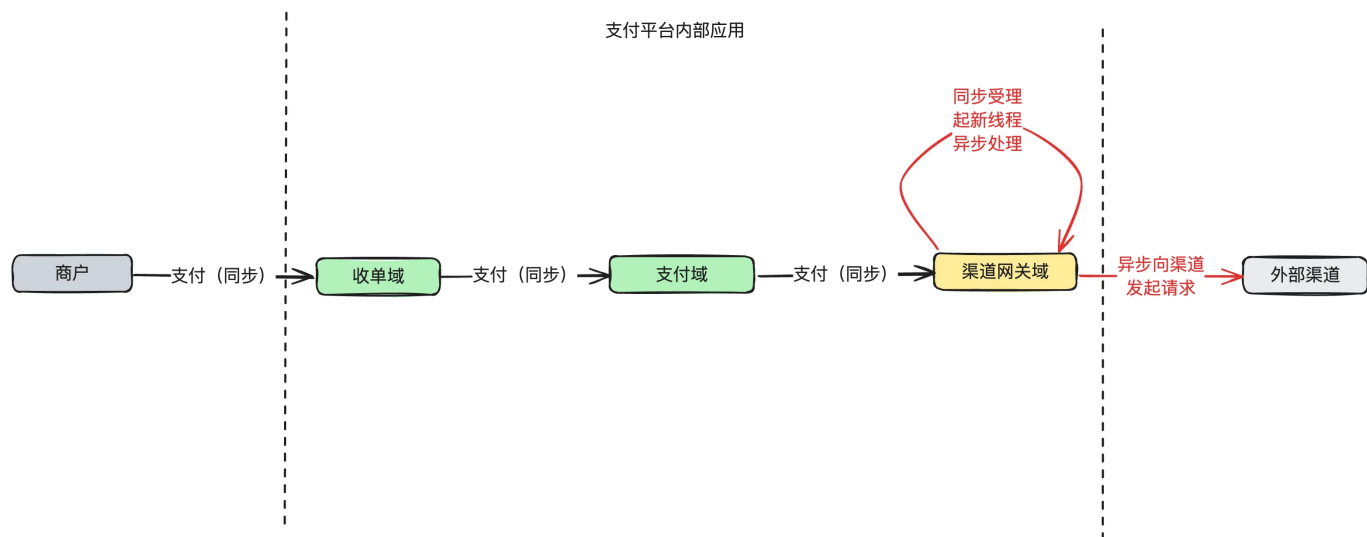 支付平台内部应用
同步受理
起新线程
异步处理
商户
支付（同步）
收单域
支付（同步）
支付域
支付（同步）
渠道网关域
异步向渠道
发起请求
外部渠道